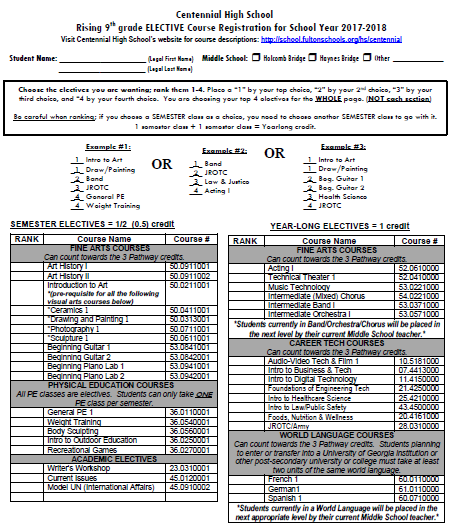 Centennial High School
Rising 9th grade ELECTIVE Course Registration for School Year 2017-2018
Visit Centennial High School's website for course descriptions: http://school.fultonschools.org/hs/centennial
Student Name: (Legal First Name) Middle School: Holcomb Bridge Haynes Bridge Other
(Legal Last Name)
Choose the electives you are wanting; rank them 1-4. Place a "1" by your top choice, "2" by your 2nd choice, "3" by your
third choice, and "4 by your fourth choice. You are choosing your top 4 electives for the WHOLE page. (NOT each section)
Be careful when ranking; if you choose a SEMESTER class as a choice, you need to choose another SEMESTER class to go with it.
1 semester class + 1 semester class = Yearlong credit.
Example #1:
1 Intro to Art
1 Draw/Painting
2 Band
3 JROTC
4 General PE
4 Weight Training
OR
Example #2:
1 Band
2 JROTC
3 Law & Justice
4 Acting I
OR
Example #3:
1 Intro to Art
1 Draw/Painting
2 Beg. Guitar 1
2 Beg. Guitar 2
3 Health Science
4 JROTC
SEMESTER ELECTIVES = 1/2 (0.5) credit
RANK Course Name Course #
FINE ARTS COURSES
Can count towards the 3 Pathway credits.
Art History I 50.0911001
Art History II 50.0911002
Introduction to Art 50.0211001
*(pre-requisite for all the following
visual arts courses below)
*Ceramics 1 50.0411001
*Drawing and Painting 1 50.0313001
*Photography 1 50.0711001
*Sculpture 1 50.0611001
Beginning Guitar 1 53.0841001
Beginning Guitar 2 53.0842001
Beginning Piano Lab 1 53.0941001
Beginning Piano Lab 2 53.0942001
PHYSICAL EDUCATION COURSES
All PE classes are electives. Students can only take ONE
PE class per semester.
General PE 1 36.0110001
Weight Training 36.0540001
Body Sculpting 36.0560001
Intro to Outdoor Education 36.0250001
Recreational Games 36.0270001
ACADEMIC ELECTIVES
Writer's Workshop 23.0310001
Current Issues 45.0120001
Model UN (International Affairs) 45.0910002
YEAR-LONG ELECTIVES = 1 credit
RANK Course Name Course #
FINE ARTS COURSES
Can count towards the 3 Pathway credits.
Acting I 52.0610000
Technical Theater 1 52.0410000
Music Technology 53.0221000
Intermediate (Mixed) Chorus 54.0221000
Intermediate Band I 53.0371000
Intermediate Orchestra I 53.0571000
*Students currently in Band/Orchestra/Chorus will be placed in
the next level by their current Middle School teacher.*
CAREER TECH COURSES
Can count towards the 3 Pathway credits.
Audio-Video Tech & Film 1 10.5181000
Intro to Business & Tech 07.4413000
Intro to Digital Technology 11.4150000
Foundations of Engineering Tech 21.4250000
Intro to Healthcare Science 25.4210000
Intro to Law/Public Safety 43.4500000
Foods, Nutrition & Wellness 20.4161000
JROTC/Army 28.0310000
WORLD LANGUAGE COURSES
Can count towards the 3 Pathway credits. Students planning
to enter or transfer into a University of Georgia Institution or
other post-secondary university or college must take at least
two units of the same world language.
French 1 60.0110000
German1 61.0110000
Spanish 1 60.0710000
*Students currently in a World Language will be placed in the
next appropriate level by their current Middle School teacher.*